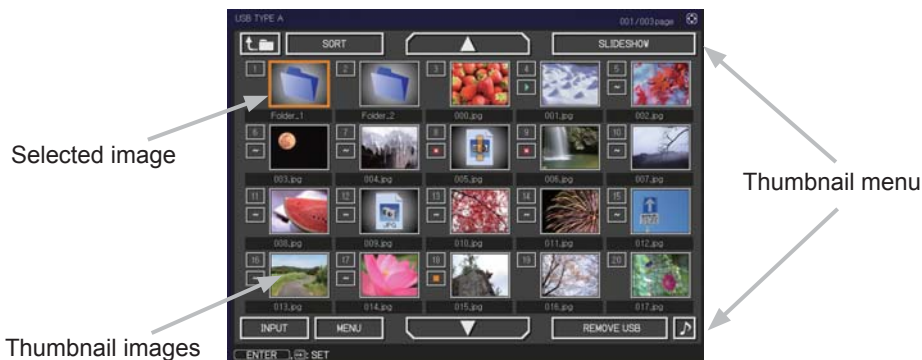 USB TYPE A 001/003page
SORT SLIDESHOW
1 2 3 4 5
Folder_1 Folder_2 000.jpg 001.jpg 002.jpg
6 7 8 9 10
003.jpg 004.jpg 005.jpg 006.jpg 007.jpg
11 12 13 14 15
JPG
008.jpg 009.jpg 010.jpg 011.jpg 012.jpg
16 17 18 19 20
013.jpg 014.jpg 015.jpg 016.jpg 017.jpg
INPUT MENU REMOVE USB
ENTER , : SET
Selected image
Thumbnail menu
Thumbnail images